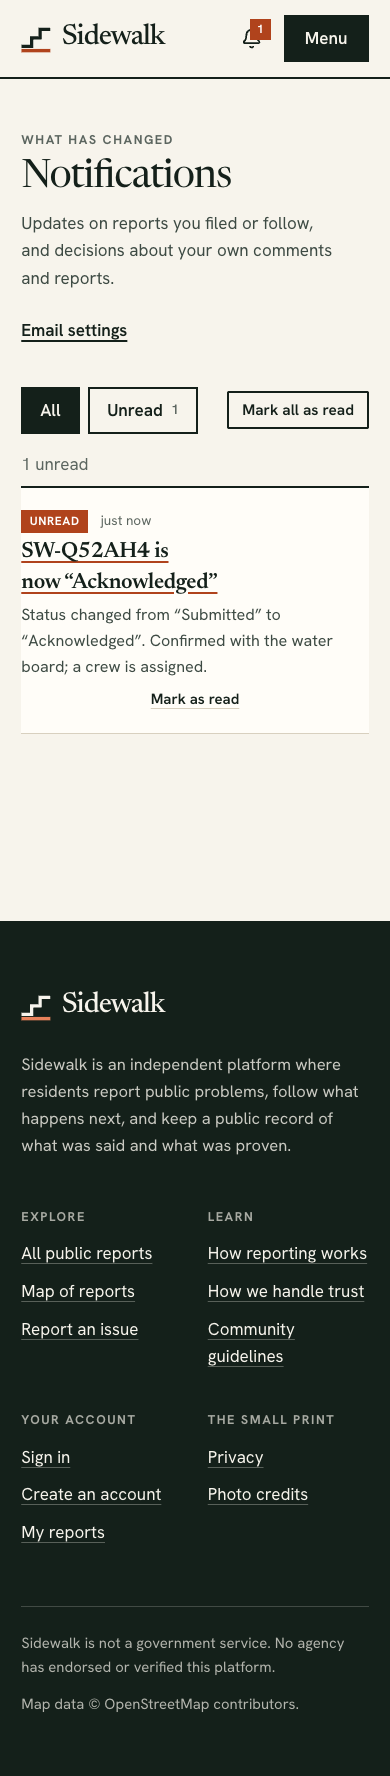 Sidewalk
1
Menu
WHAT HAS CHANGED
Notifications
Updates on reports you filed or follow,
and decisions about your own comments
and reports.
Email settings
All
Unread 1
Mark all as read
1 unread
UNREAD just now
SW-Q52AH4 is
now “Acknowledged”
Status changed from “Submitted” to
“Acknowledged”. Confirmed with the water
board; a crew is assigned.
Mark as read
Sidewalk
Sidewalk is an independent platform where
residents report public problems, follow what
happens next, and keep a public record of
what was said and what was proven.
EXPLORE
All public reports
Map of reports
Report an issue
LEARN
How reporting works
How we handle trust
Community
guidelines
YOUR ACCOUNT
Sign in
Create an account
My reports
THE SMALL PRINT
Privacy
Photo credits
Sidewalk is not a government service. No agency
has endorsed or verified this platform.
Map data © OpenStreetMap contributors.